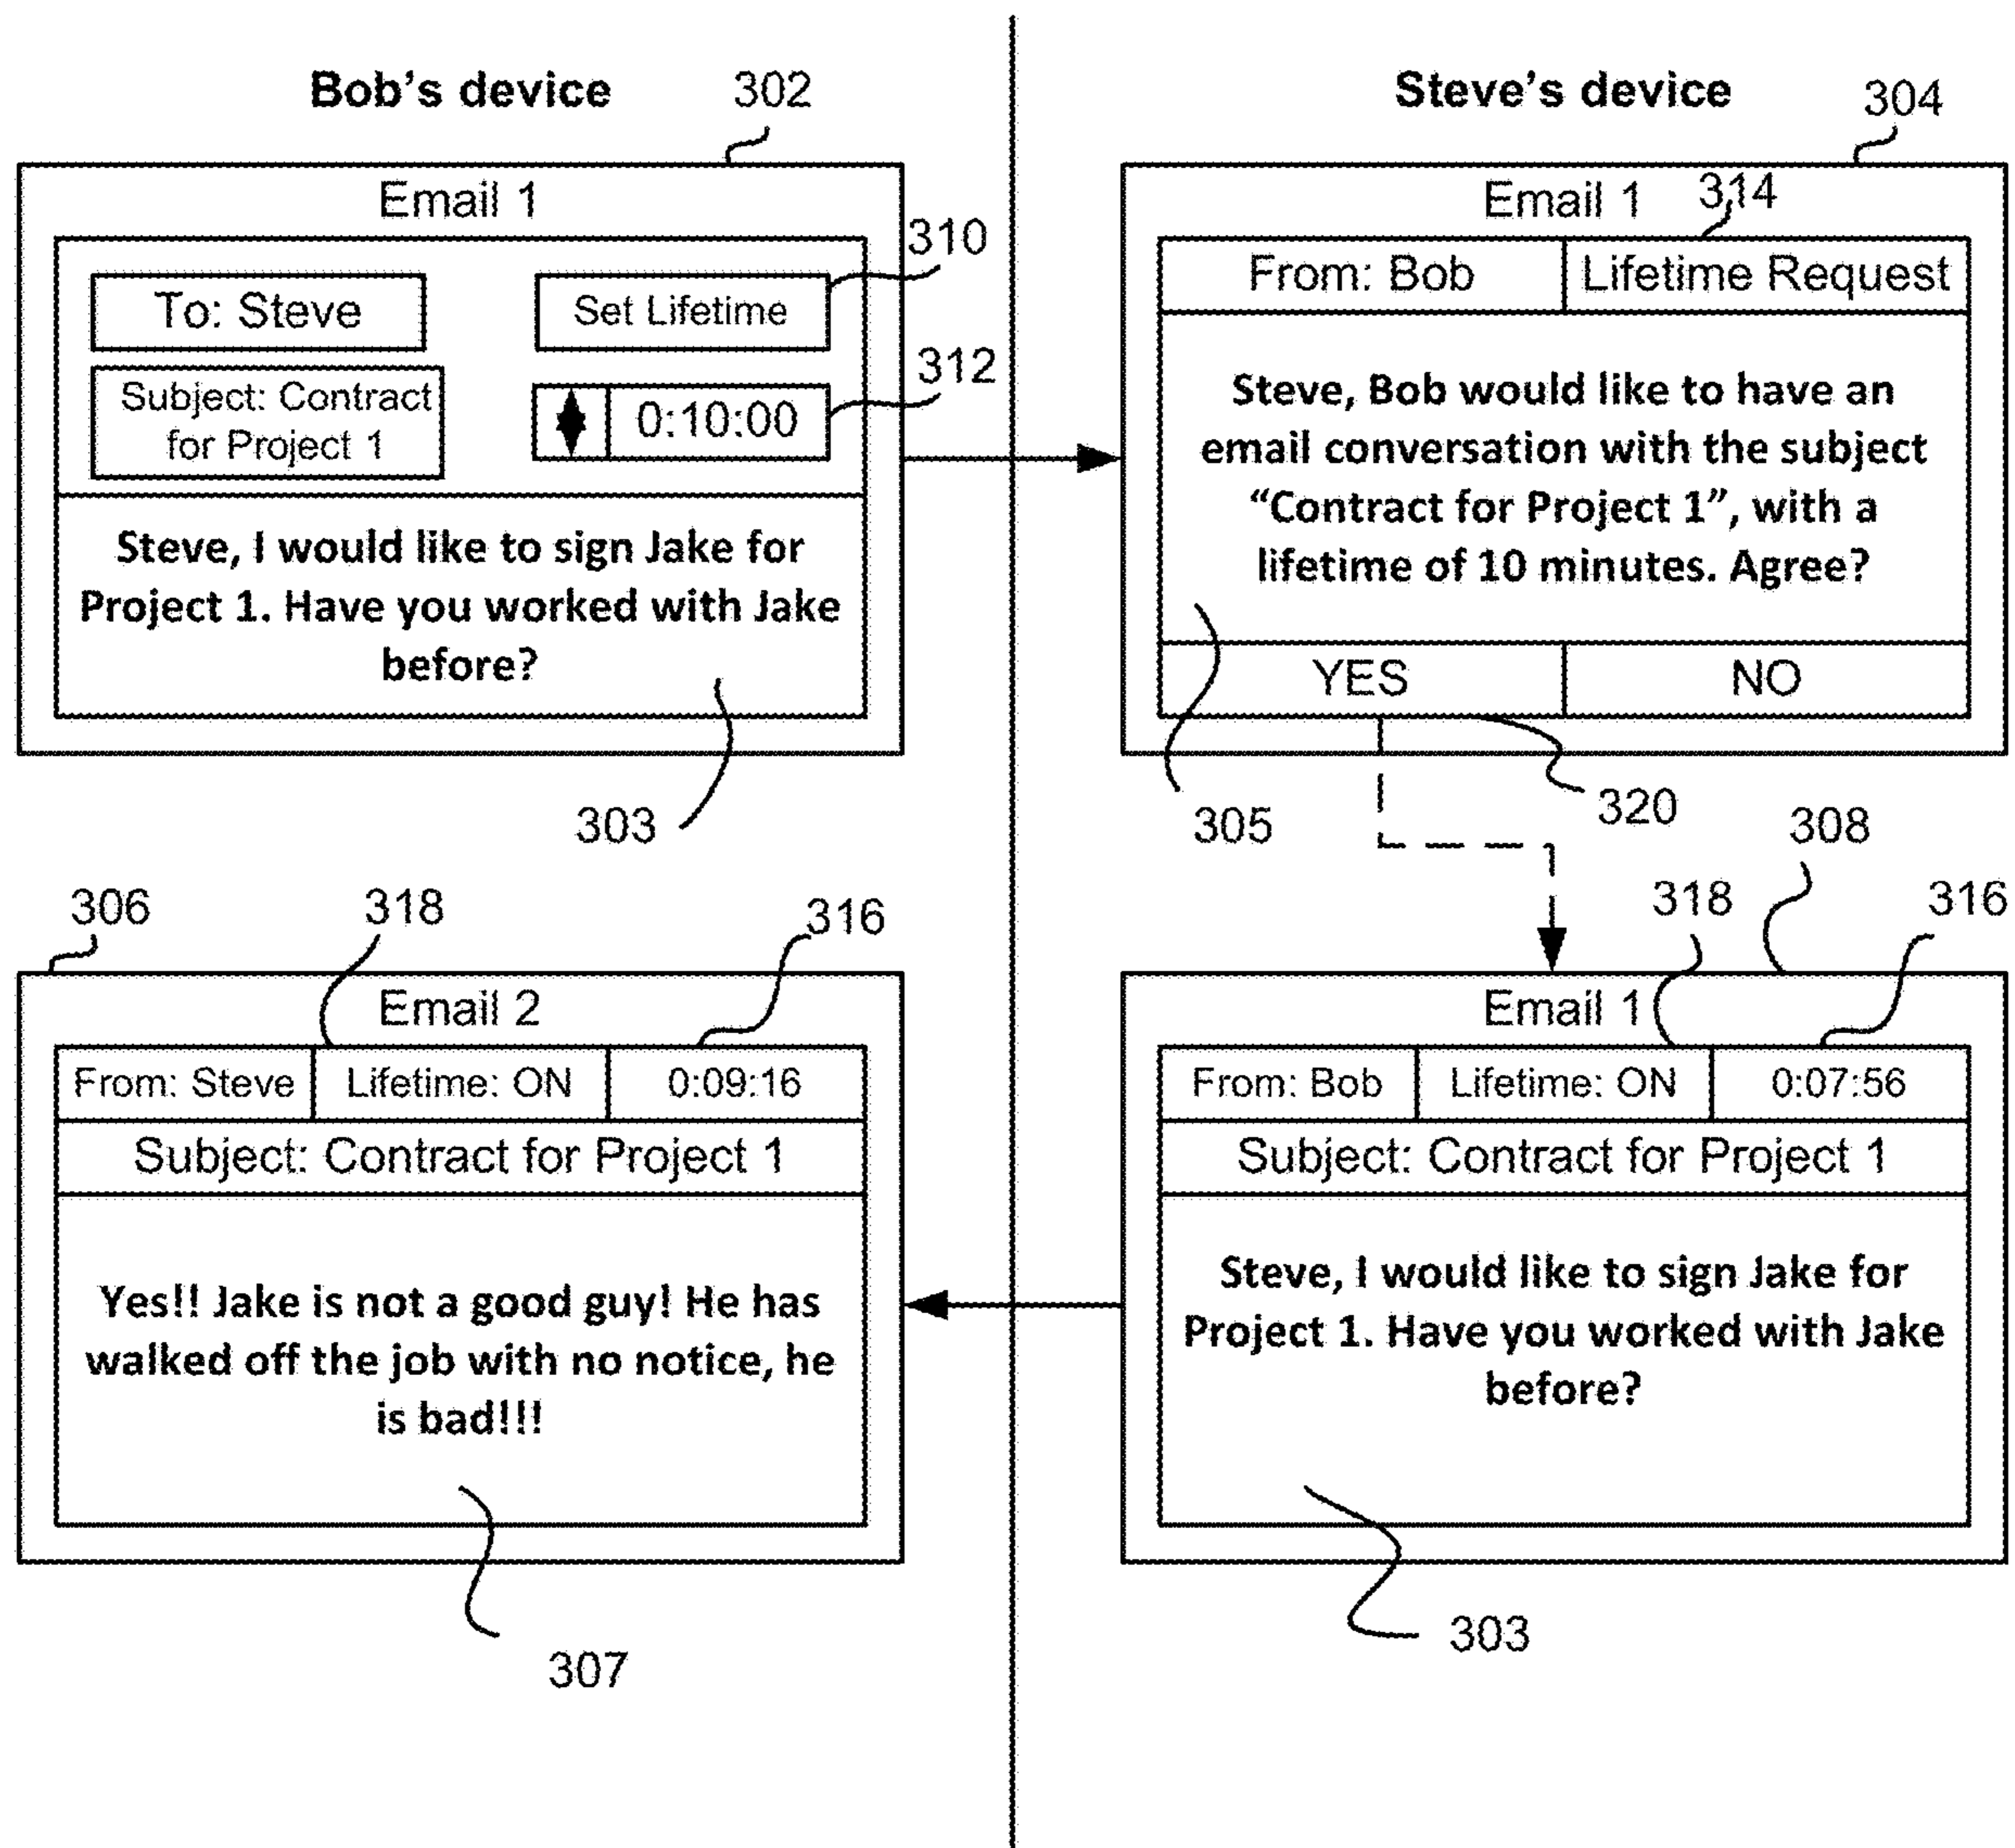 Bob's device
302
Steve's device
304
Email 1
310
To: Steve
Set Lifetime
312
Subject: Contract
for Project 1
0:10:00
Steve, I would like to sign Jake for
Project 1. Have you worked with Jake
before?
303
Email 1
314
From: Bob
Lifetime Request
Steve, Bob would like to have an
email conversation with the subject
“Contract for Project 1”, with a
lifetime of 10 minutes. Agree?
YES
NO
305
320
308
306
318
316
Email 2
From: Steve
Lifetime: ON
0:09:16
Subject: Contract for Project 1
Yes!! Jake is not a good guy! He has
walked off the job with no notice, he
is bad!!!
307
318
316
Email 1
From: Bob
Lifetime: ON
0:07:56
Subject: Contract for Project 1
Steve, I would like to sign Jake for
Project 1. Have you worked with Jake
before?
303